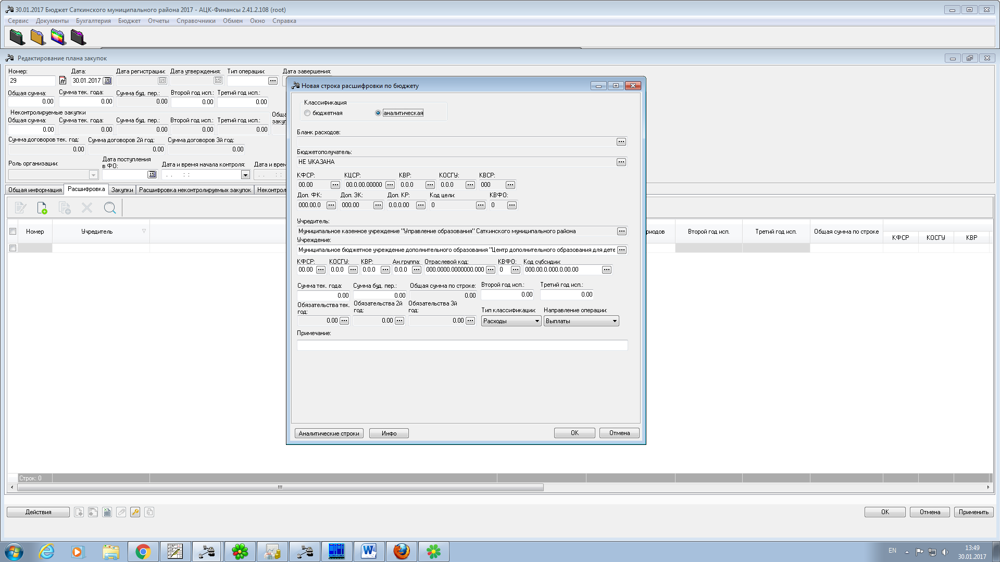 30.01.2017 Бюджет Саткинского муниципального района 2017 - АЦК-Финансы 2.41.2.108 (root)
Сервис Документы Бухгалтерия Бюджет Отчеты Справочники Обмен Окно Справка
Редактирование плана закупок
Номер: Дата: Дата регистрации: Дата утверждения: Тип операции: Дата завершения:
29 30.01.2017 15 15 15
Общая сумма: Сумма тек. года: Сумма буд. пер.: Второй год исп.: Третий год исп.:
0.00 0.00 0.00 0.00 0.00
Неконтролируемые закупки
Общая сумма: Сумма тек. года: Сумма буд. пер.: Второй год исп.: Третий год исп.:
0.00 0.00 0.00 0.00 0.00
Сумма договоров тек. год: Сумма договоров 2й год: Сумма договоров 3й год:
0.00 0.00 0.00
Роль организации: Дата поступления в ФО: Дата и время начала контроля: Дата и врем
15 . . : : . . : :
Общая информация Расшифровка Закупки Расшифровка неконтролируемых закупок Неконтрол
Номер Учредитель риодов Второй год исп. Третий год исп. Общая сумма по строке КФСР КОСГУ КВР
Новая строка расшифровки по бюджету
Классификация
бюджетная аналитическая
Бланк расходов:
Бюджетополучатель:
НЕ УКАЗАНА
КФСР: КЦСР: КВР: КОСГУ: КВСР:
00.00 00.0.00.00000 0.0.0 0.0.0 000
Доп. ФК: Доп. ЭК: Доп. КР: Код цели: КВФО:
000.00.0 000.00 0.0.0.00 0 0
Учредитель:
Муниципальное казенное учреждение "Управление образования" Саткинского муниципального района
Учреждение:
Муниципальное бюджетное учреждение дополнительного образования "Центр дополнительного образования для дете
КФСР: КОСГУ: КВР: Ан.группа: Отраслевой код: КВФО: Код субсидии:
00.00 0.0.0 0.0.0 0.0.0 000.0000.0000000.000 0 000.00.0.000.0.00.00
Сумма тек. года: Сумма буд. пер.: Общая сумма по строке: Второй год исп.: Третий год исп.:
0.00 0.00 0.00 0.00 0.00
Обязательства тек. год: Обязательства 2й год: Обязательства 3й год: Тип классификации: Направление операции:
0.00 0.00 0.00 Расходы Выплаты
Примечание:
Аналитические строки Инфо OK Отмена
Строк: 0
Действия OK Отмена Применить
EN 13:49
30.01.2017